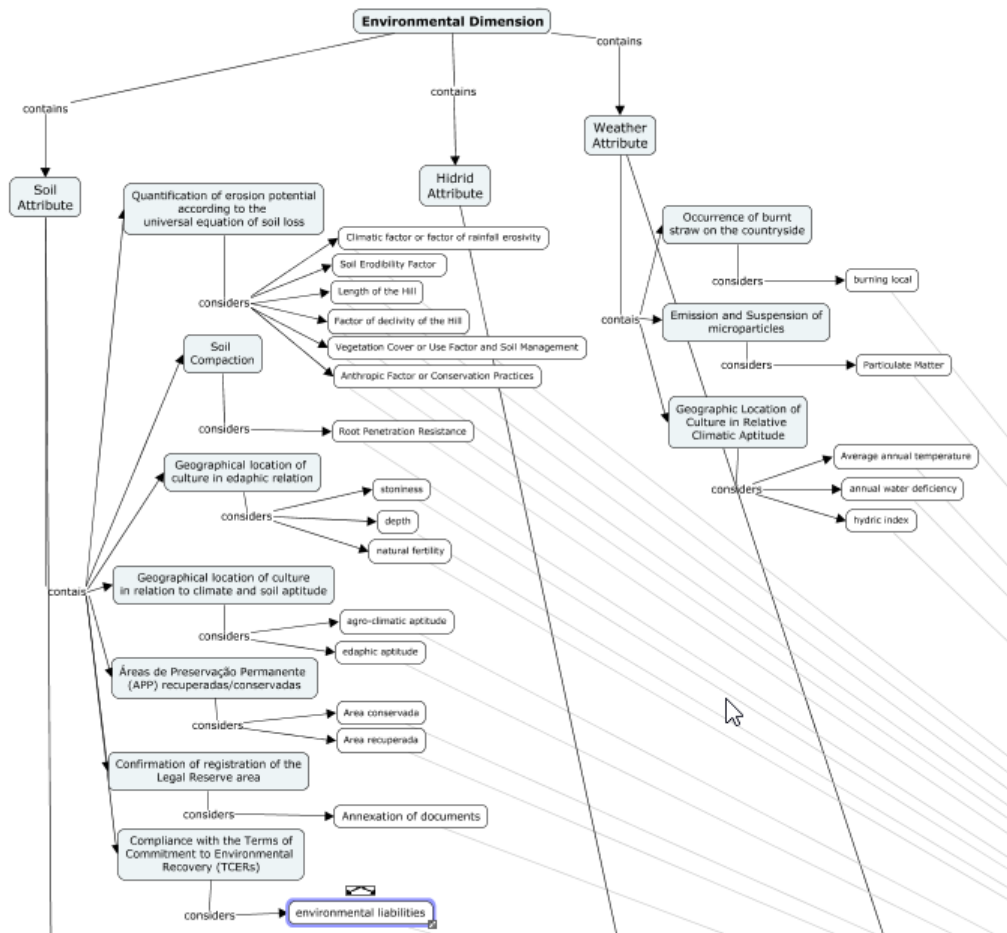 Environmental Dimension
contains
contains
contains
Soil
Attribute
Hidrid
Attribute
Weather
Attribute
Quantification of erosion potential
according to the
universal equation of soil loss
considers
Climatic factor or factor of rainfall erosivity
Soil Erodibility Factor
Length of the Hill
Factor of declivity of the Hill
Vegetation Cover or Use Factor and Soil Management
Anthropic Factor or Conservation Practices
Soil
Compaction
considers
Root Penetration Resistance
Geographical location of
culture in edaphic relation
considers
stoniness
depth
natural fertility
contais
Geographical location of culture
in relation to climate and soil aptitude
considers
agro-climatic aptitude
edaphic aptitude
Áreas de Preservação Permanente
(APP) recuperadas/conservadas
considers
Area conservada
Area recuperada
Confirmation of registration of the
Legal Reserve area
considers
Annexation of documents
Compliance with the Terms of
Commitment to Environmental
Recovery (TCERs)
considers
environmental liabilities
contais
Occurrence of burnt
straw on the countryside
considers
burning local
Emission and Suspension of
microparticles
considers
Particulate Matter
Geographic Location of
Culture in Relative
Climatic Aptitude
considers
Average annual temperature
annual water deficiency
hydric index